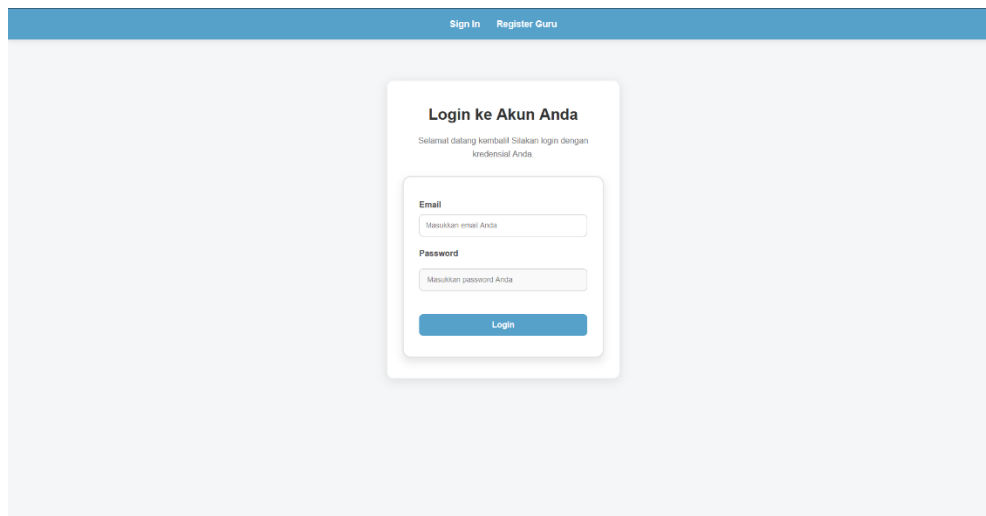 Sign In Register Guru
Login ke Akun Anda
Selamat datang kembali! Silakan login dengan
kredensial Anda
Email
Masukkan email Anda
Password
Masukkan password Anda
Login